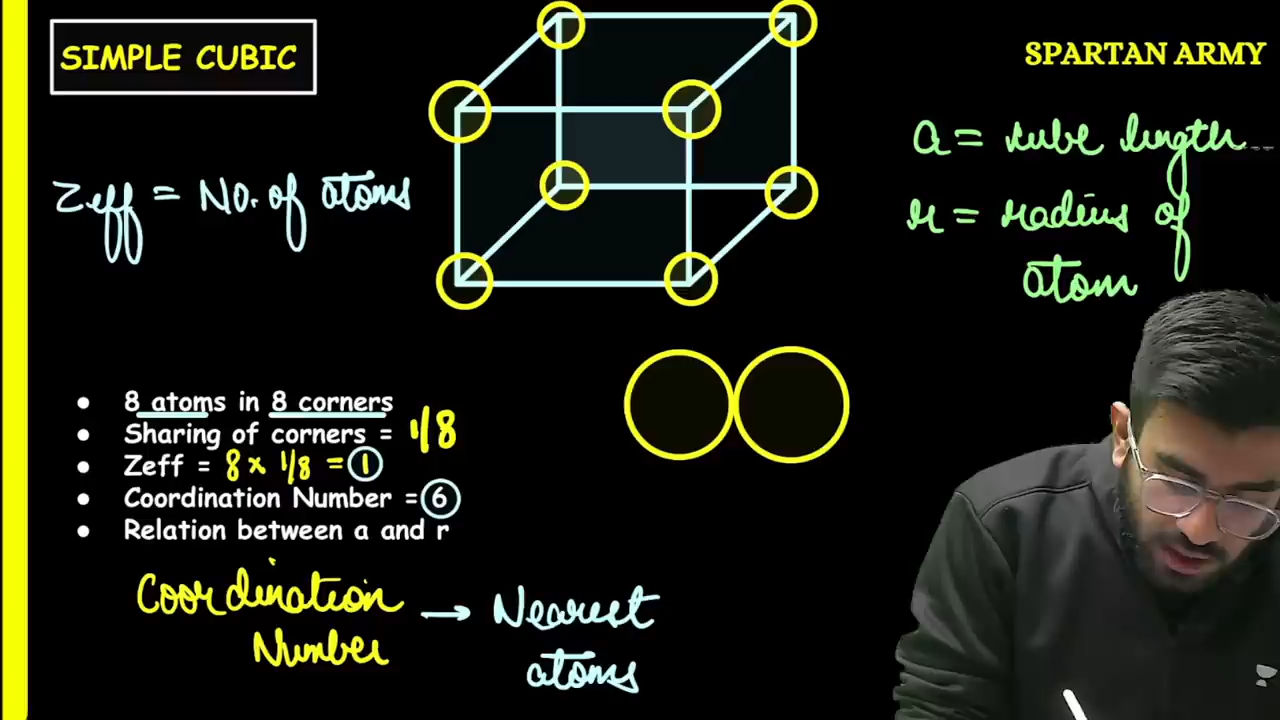 SIMPLE CUBIC
SPARTAN ARMY
a = cube length...
r = radius of
atom
Zeff = No. of atoms
• 8 atoms in 8 corners
• Sharing of corners = 1/8
• Zeff = 8 × 1/8 = 1
• Coordination Number = 6
• Relation between a and r
Coordination → Nearest
Number atoms